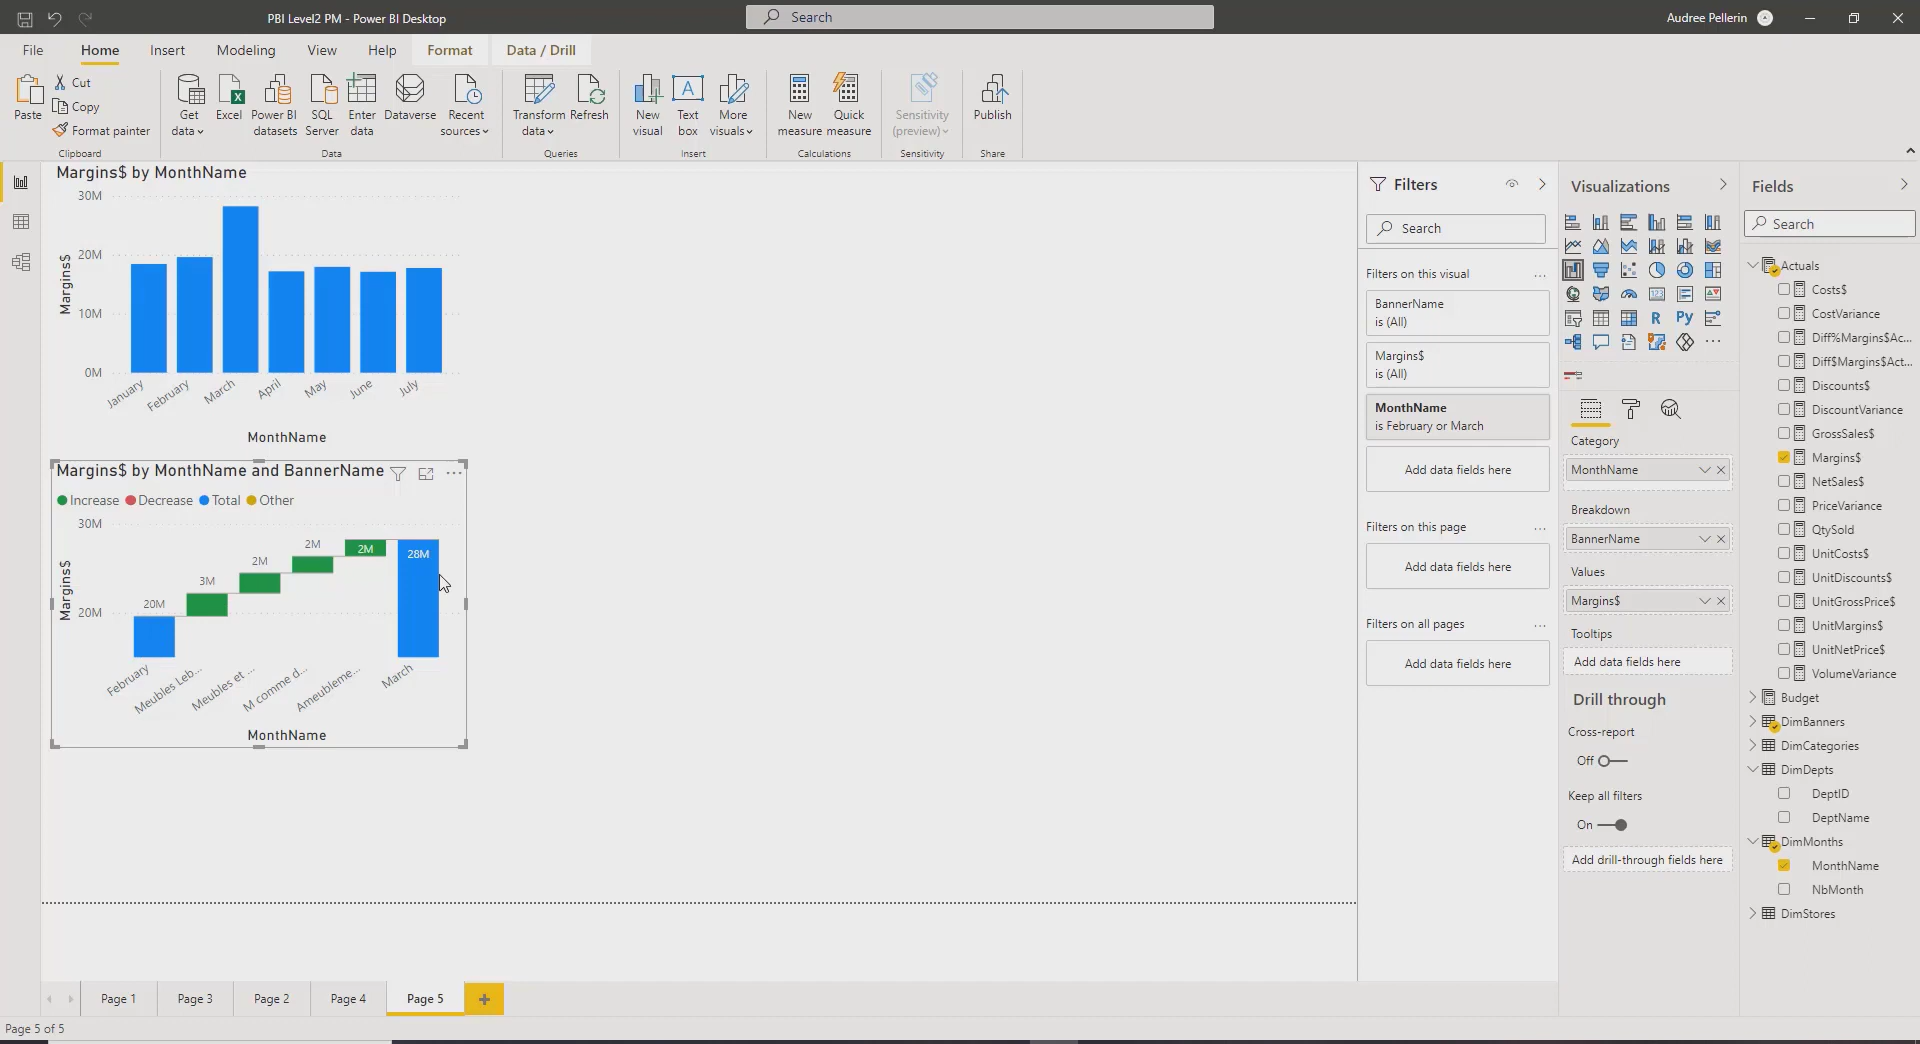 PBI Level2 PM - Power BI Desktop
Search
Audree Pellerin
File
Home
Insert
Modeling
View
Help
Format
Data / Drill
Paste
Cut
Copy
Format painter
Clipboard
Get data
Excel
Power BI datasets
SQL Server
Enter data
Dataverse
Recent sources
Data
Transform data
Refresh
Queries
New visual
Text box
More visuals
Insert
New measure
Quick measure
Calculations
Sensitivity (preview)
Sensitivity
Publish
Share
Margins$ by MonthName
30M
20M
10M
0M
Margins$
January
February
March
April
May
June
July
MonthName
Margins$ by MonthName and BannerName
Increase
Decrease
Total
Other
30M
20M
Margins$
20M
3M
2M
2M
2M
28M
February
Meubles Leb...
Meubles et ...
M comme d...
Ameubleme...
March
MonthName
Filters
Search
Filters on this visual
...
BannerName
is (All)
Margins$
is (All)
MonthName
is February or March
Add data fields here
Filters on this page
...
Add data fields here
Filters on all pages
...
Add data fields here
Visualizations
R
Py
...
Category
MonthName
Breakdown
BannerName
Values
Margins$
Tooltips
Add data fields here
Drill through
Cross-report
Off
Keep all filters
On
Add drill-through fields here
Fields
Search
Actuals
Costs$
CostVariance
Diff%Margins$Ac...
Diff$Margins$Act...
Discounts$
DiscountVariance
GrossSales$
Margins$
NetSales$
PriceVariance
QtySold
UnitCosts$
UnitDiscounts$
UnitGrossPrice$
UnitMargins$
UnitNetPrice$
VolumeVariance
Budget
DimBanners
DimCategories
DimDepts
DeptID
DeptName
DimMonths
MonthName
NbMonth
DimStores
Page 1
Page 3
Page 2
Page 4
Page 5
Page 5 of 5